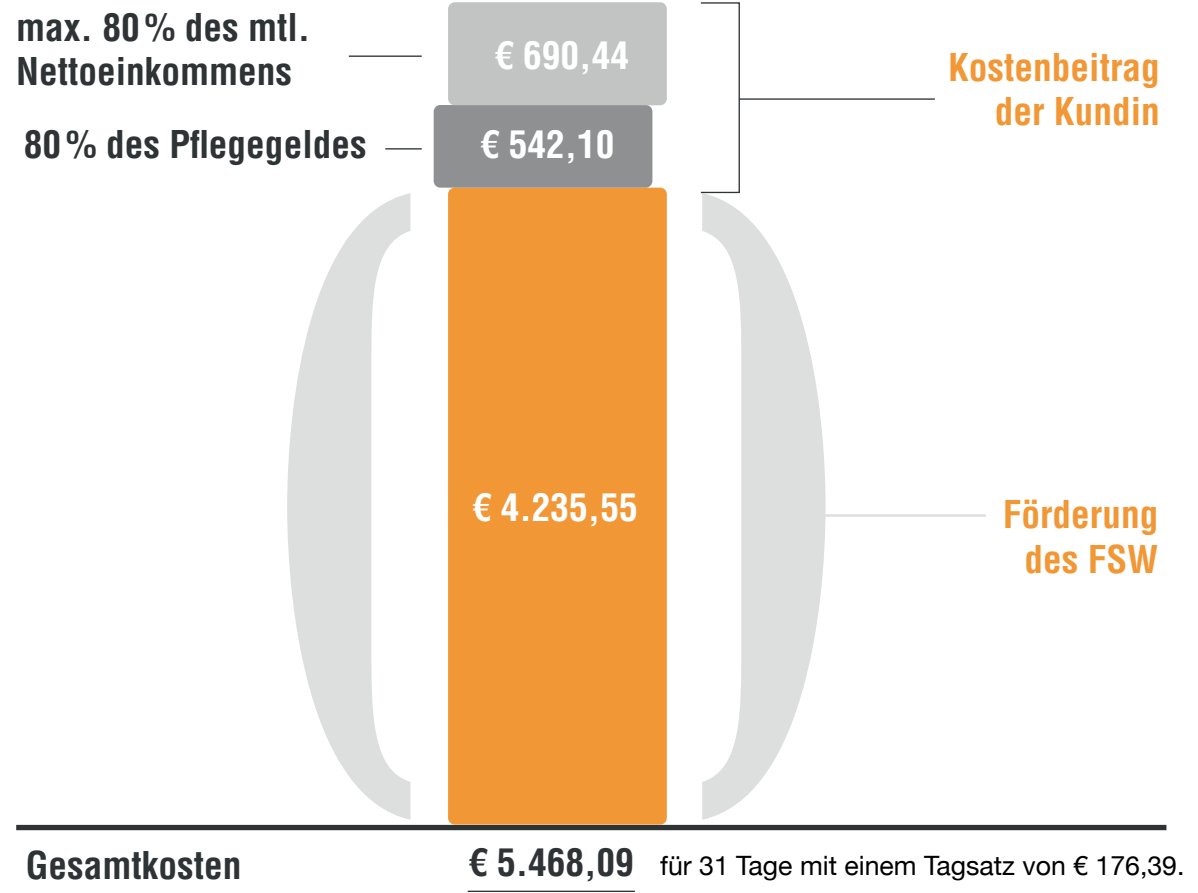 max. 80 % des mtl.
Nettoeinkommens
€ 690,44
Kostenbeitrag
der Kundin
80 % des Pflegegeldes
€ 542,10
€ 4.235,55
Förderung
des FSW
Gesamtkosten € 5.468,09 für 31 Tage mit einem Tagsatz von € 176,39.